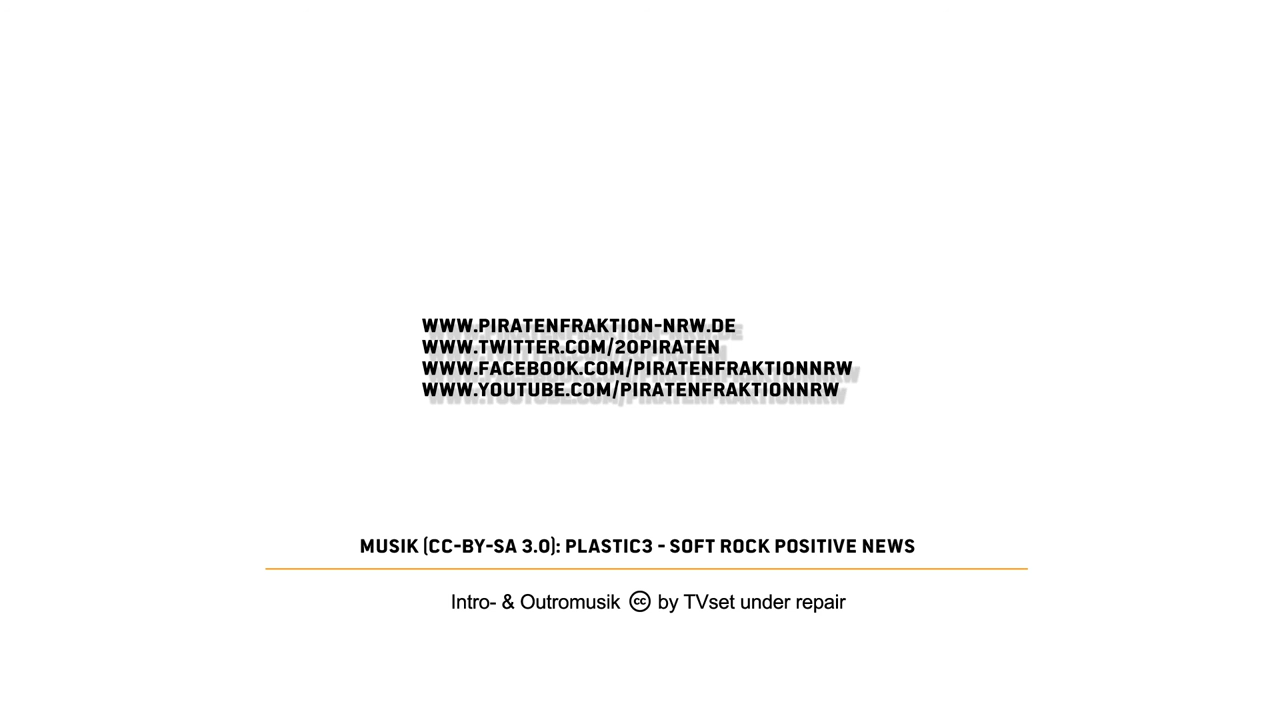 WWW.PIRATENFRAKTION-NRW.DE
WWW.TWITTER.COM/20PIRATEN
WWW.FACEBOOK.COM/PIRATENFRAKTIONNRW
WWW.YOUTUBE.COM/PIRATENFRAKTIONNRW
MUSIK (CC-BY-SA 3.0): PLASTIC3 - SOFT ROCK POSITIVE NEWS
Intro- & Outromusik 🅭 by TVset under repair